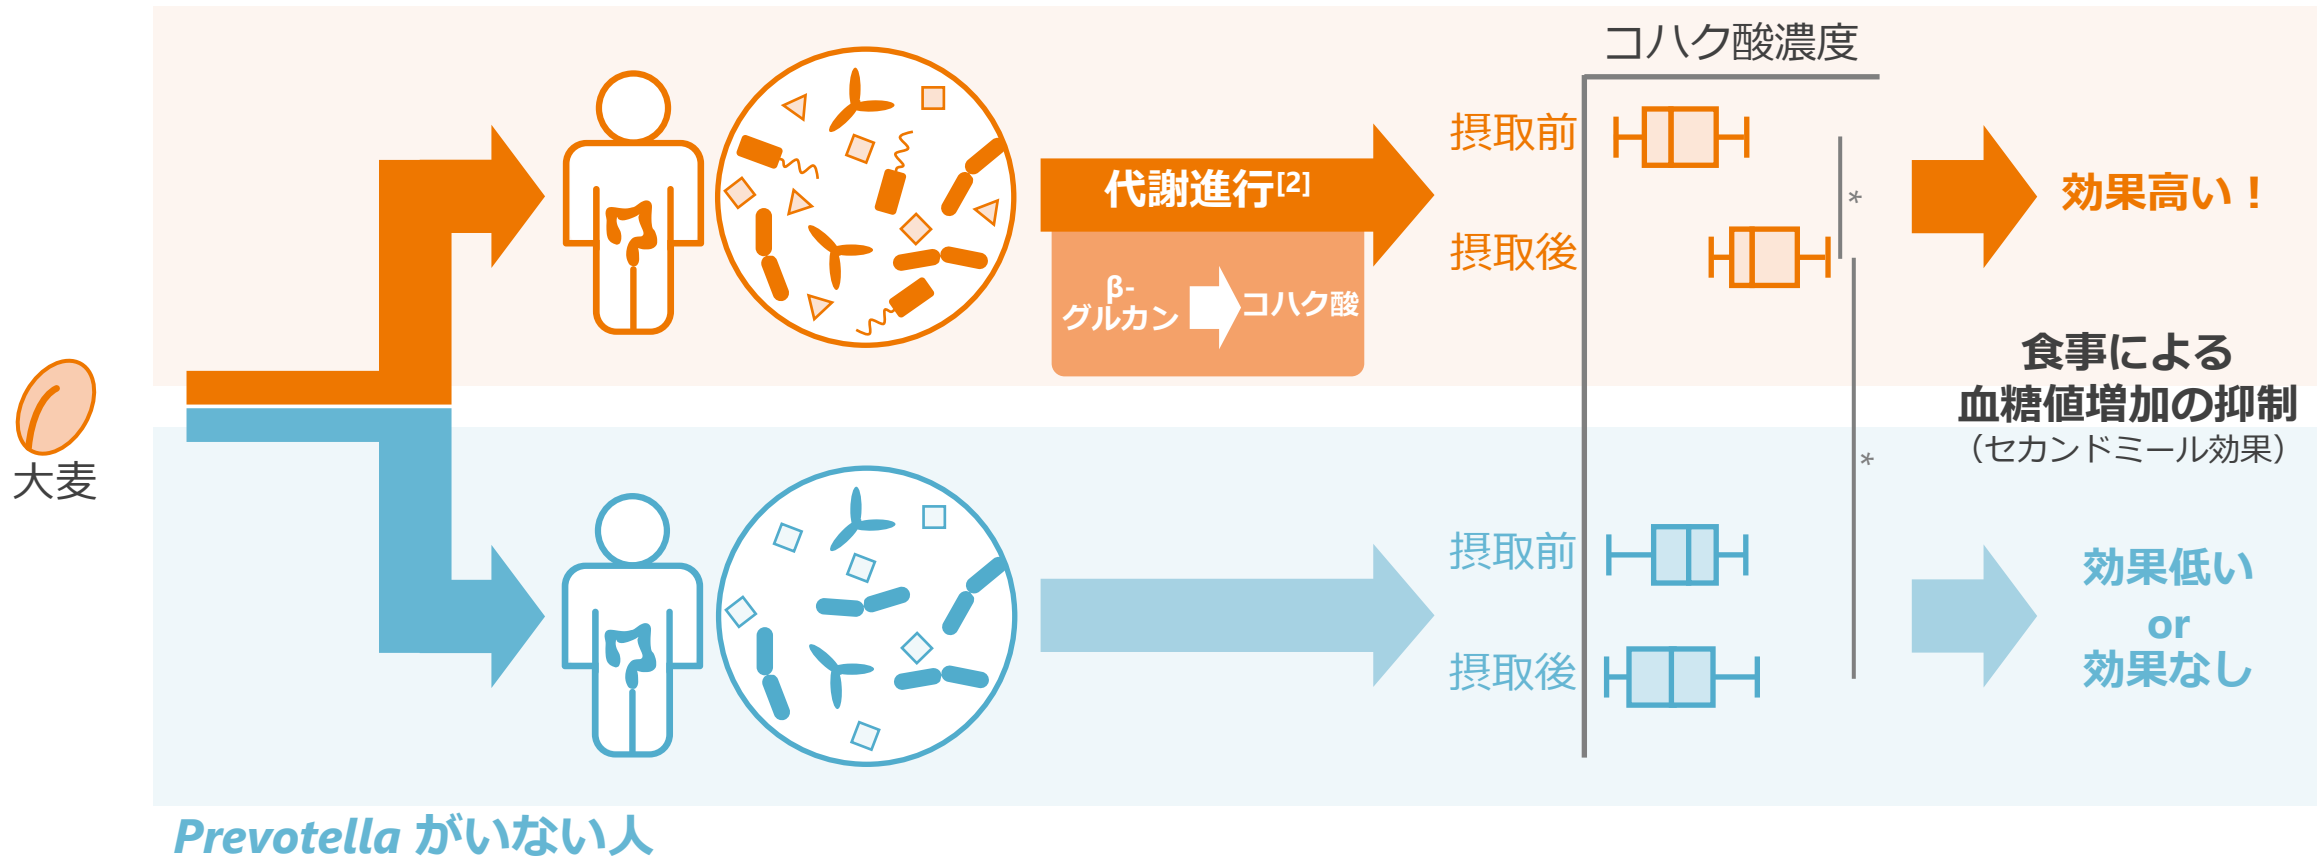 コハク酸濃度
摂取前
代謝進行[2]
*
効果高い！
摂取後
β-
グルカン
コハク酸
食事による
血糖値増加の抑制
（セカンドミール効果）
大麦
*
摂取前
効果低い
or
効果なし
摂取後
Prevotella がいない人